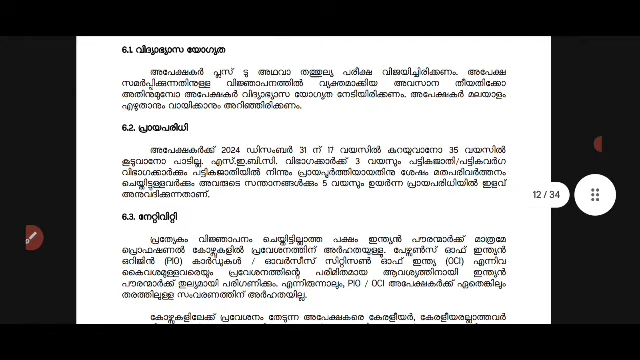 6.1. വിദ്യാഭ്യാസ യോഗ്യത
അപേക്ഷകർ പ്ലസ് ടു അഥവാ തത്തുല്യ പരീക്ഷ വിജയിച്ചിരിക്കണം. അപേക്ഷ
സമർപ്പിക്കുന്നതിനുള്ള വിജ്ഞാപനത്തിൽ വ്യക്തമാക്കിയ അവസാന തീയതിക്കോ
അതിനുമുമ്പോ അപേക്ഷകർ വിദ്യാഭ്യാസ യോഗ്യത നേടിയിരിക്കണം. അപേക്ഷകർ മലയാളം
എഴുതാനും വായിക്കാനും അറിഞ്ഞിരിക്കണം.
6.2. പ്രായപരിധി
അപേക്ഷകർക്ക് 2024 ഡിസംബർ 31 ന് 17 വയസിൽ കുറയുവാനോ 35 വയസിൽ
കൂടുവാനോ പാടില്ല. എസ്.ഇ.ബി.സി. വിഭാഗക്കാർക്ക് 3 വയസും പട്ടികജാതി/പട്ടികവർഗ
വിഭാഗക്കാർക്കും പട്ടികജാതിയിൽ നിന്നും പ്രായപൂർത്തിയായതിനു ശേഷം മതപരിവർത്തനം
ചെയ്തിട്ടുള്ളവർക്കും അവരുടെ സന്താനങ്ങൾക്കും 5 വയസും ഉയർന്ന പ്രായപരിധിയിൽ ഇളവ്
അനുവദിക്കുന്നതാണ്.
12 / 34
6.3. നേറ്റിവിറ്റി
പ്രത്യേകം വിജ്ഞാപനം ചെയ്തിട്ടില്ലാത്ത പക്ഷം ഇന്ത്യൻ പൗരന്മാർക്ക് മാത്രമേ
പ്രൊഫഷണൽ കോഴ്സുകളിൽ പ്രവേശനത്തിന് അർഹതയുള്ളൂ. പേഴ്സൺസ് ഓഫ് ഇന്ത്യൻ
ഒറിജിൻ (PIO) കാർഡുകൾ / ഓവർസീസ് സിറ്റിസൺ ഓഫ് ഇന്ത്യ (OCI) എന്നിവ
കൈവശമുള്ളവരെയും പ്രവേശനത്തിന്റെ പരിമിതമായ ആവശ്യത്തിനായി ഇന്ത്യൻ
പൗരന്മാർക്ക് തുല്യമായി പരിഗണിക്കും. എന്നിരുന്നാലും, PIO / OCI അപേക്ഷകർക്ക് ഏതെങ്കിലും
തരത്തിലുള്ള സംവരണത്തിന് അർഹതയില്ല.
കോഴ്സുകളിലേക്ക് പ്രവേശനം തേടുന്ന അപേക്ഷകരെ കേരളീയർ, കേരളീയരല്ലാത്തവർ